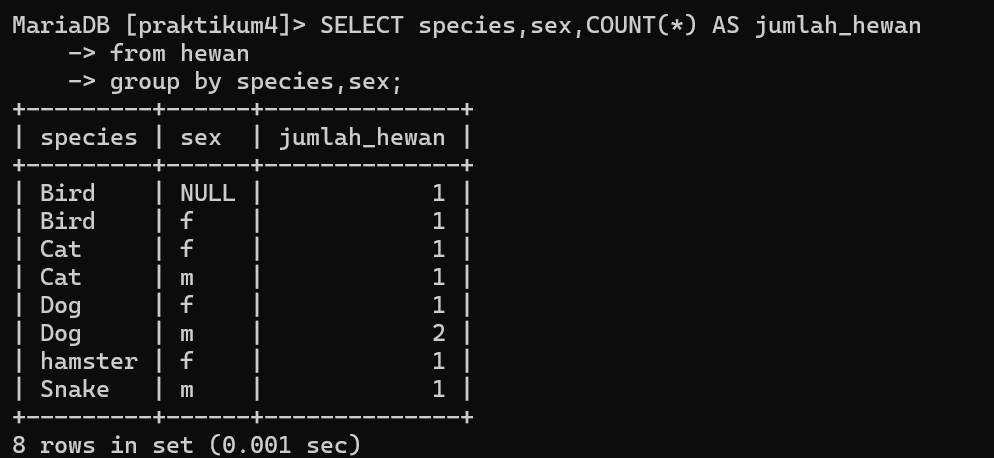 MariaDB [praktikum4]> SELECT species,sex,COUNT(*) AS jumlah_hewan
    -> from hewan
    -> group by species,sex;
+---------+------+--------------+
| species | sex  | jumlah_hewan |
+---------+------+--------------+
| Bird    | NULL |            1 |
| Bird    | f    |            1 |
| Cat     | f    |            1 |
| Cat     | m    |            1 |
| Dog     | f    |            1 |
| Dog     | m    |            2 |
| hamster | f    |            1 |
| Snake   | m    |            1 |
+---------+------+--------------+
8 rows in set (0.001 sec)